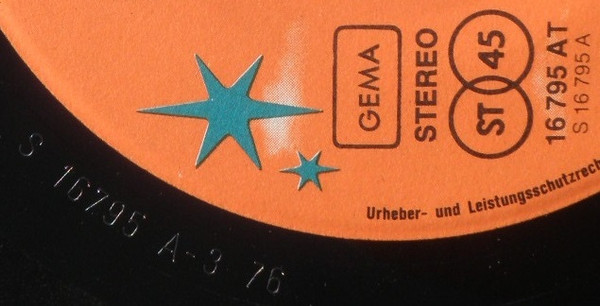 GEMA
STEREO
ST 45
16 795 AT
S 16 795 A
Urheber- und Leistungsschutzrech
S 16795 A-3 76